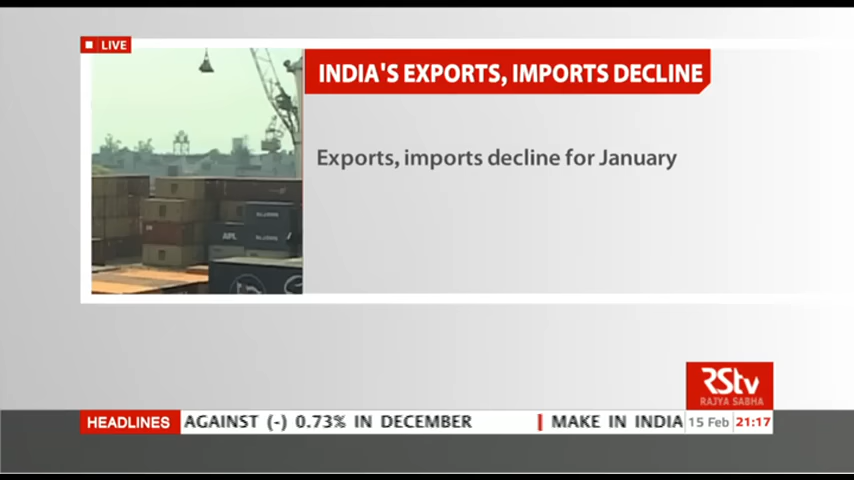 LIVE
INDIA'S EXPORTS, IMPORTS DECLINE
Exports, imports decline for January
APL
RStv
RAJYA SABHA
HEADLINES
AGAINST (-) 0.73% IN DECEMBER
MAKE IN INDIA
15 Feb
21:17